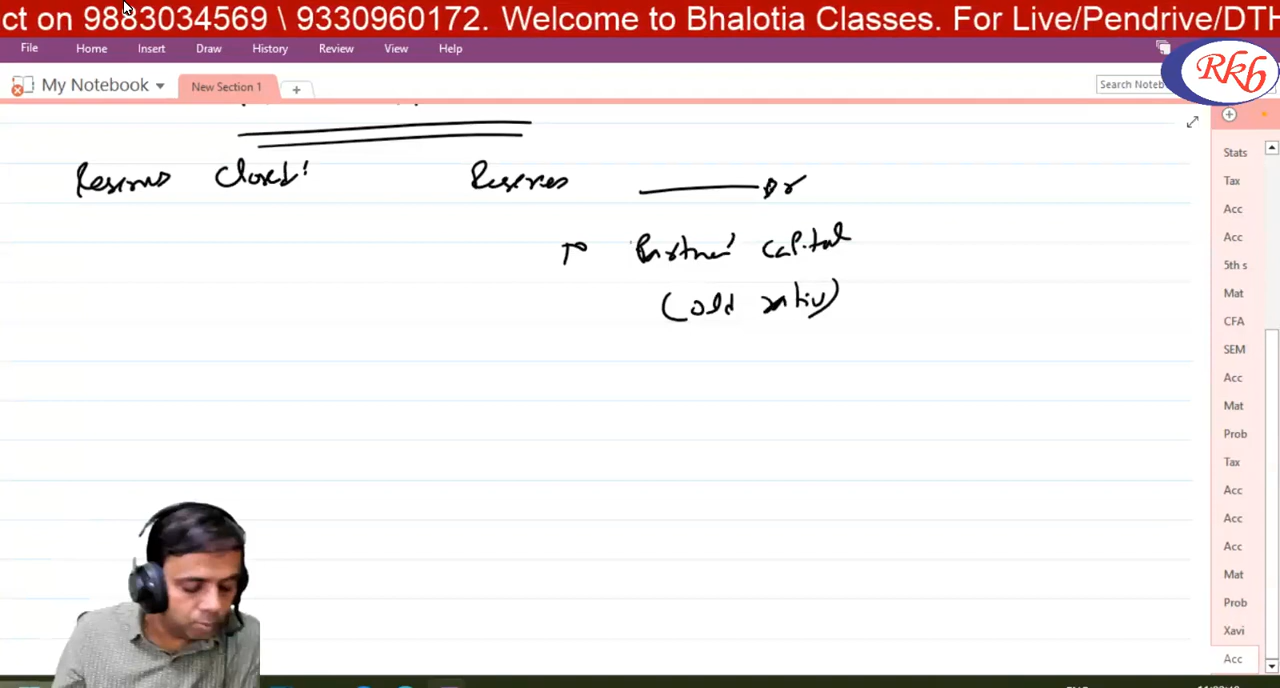 ct on 9883034569 \ 9330960172. Welcome to Bhalotia Classes. For Live/Pendrive/DTH
File Home Insert Draw History Review View Help
Rkb
My Notebook New Section 1 Search Noteb
Reserves Closed: Reserves Dr
To Partners' Capital
(old ratio)
Stats
Tax
Acc
Acc
5th s
Mat
CFA
SEM
Acc
Mat
Prob
Tax
Acc
Acc
Acc
Mat
Prob
Xavi
Acc